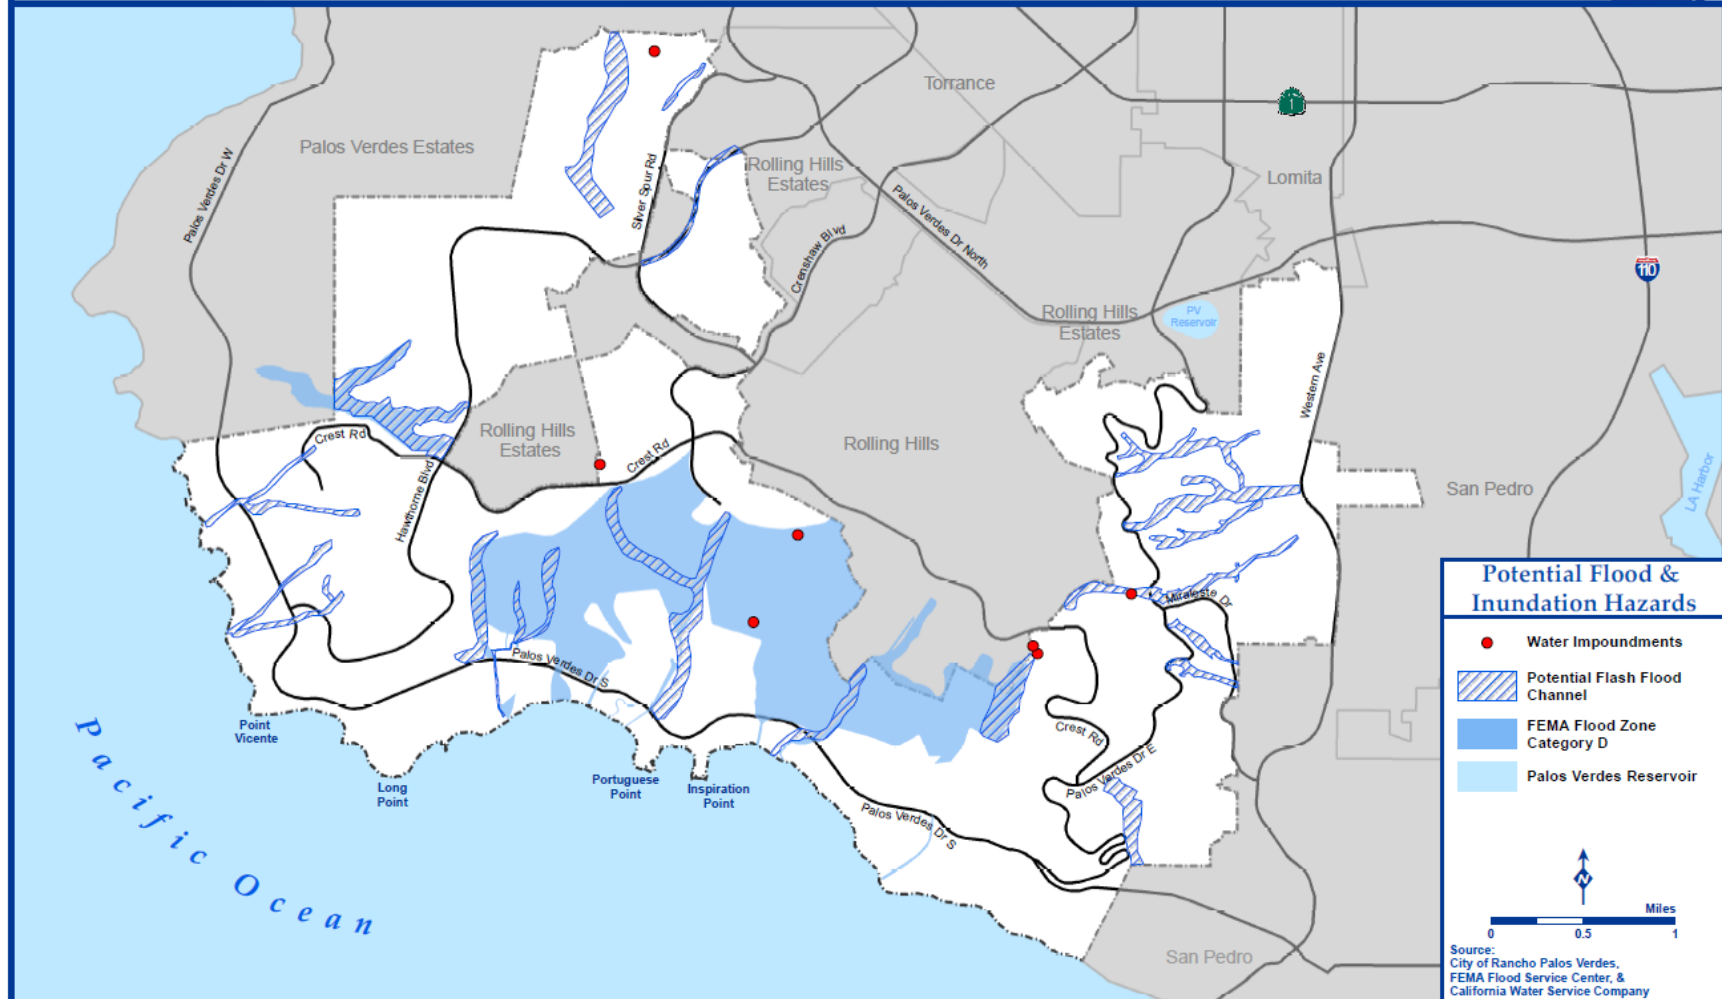 Torrance
1
Palos Verdes Estates
Palos Verdes Dr W
Silver Spur Rd
Rolling Hills
Estates
Lomita
Palos Verdes Dr North
Crenshaw Blvd
110
Rolling Hills
Estates
PV
Reservoir
Western Ave
Crest Rd
Rolling Hills
Estates
Crest Rd
Rolling Hills
Hawthorne Blvd
San Pedro
LA Harbor
Miraleste Dr
Palos Verdes Dr S
Point
Vicente
Long
Point
Portuguese
Point
Inspiration
Point
Crest Rd
Palos Verdes Dr E
Palos Verdes Dr S
San Pedro
Pacific Ocean
Potential Flood &
Inundation Hazards
Water Impoundments
Potential Flash Flood
Channel
FEMA Flood Zone
Category D
Palos Verdes Reservoir
N
Miles
0 0.5 1
Source:
City of Rancho Palos Verdes,
FEMA Flood Service Center, &
California Water Service Company